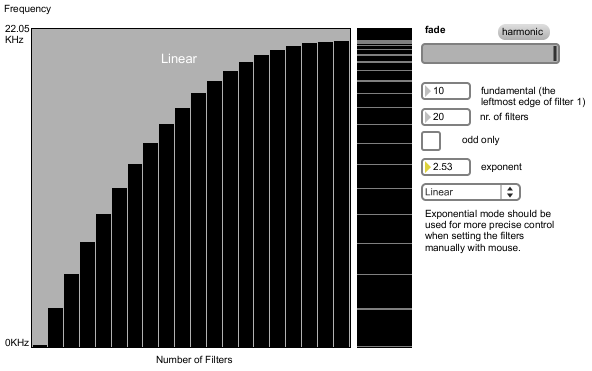 Frequency
22.05
KHz
Linear
0KHz
Number of Filters
fade
harmonic
10
fundamental (the
leftmost edge of filter 1)
20
nr. of filters
odd only
2.53
exponent
Linear
Exponential mode should be
used for more precise control
when setting the filters
manually with mouse.